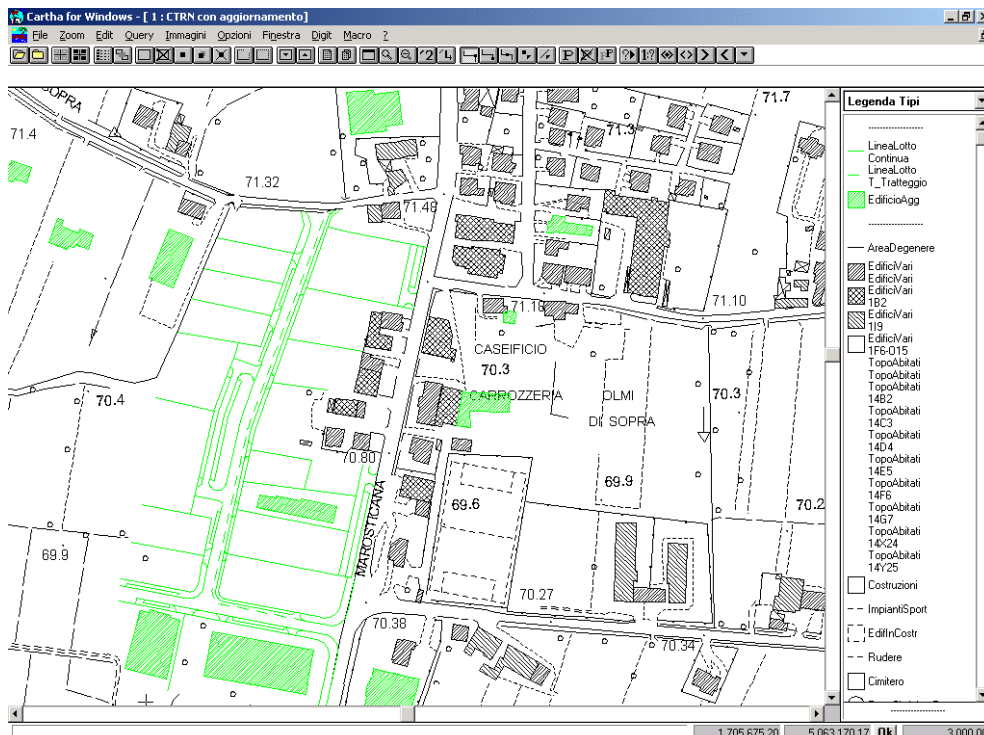 Cartha for Windows - [ 1 : CTRN con aggiornamento]
File Zoom Edit Query Immagini Opzioni Finestra Digit Macro ?
Legenda Tipi
LineaLotto
Continua
LineaLotto
T_Tratteggio
EdificioAgg
AreaDegenere
EdificiVari
EdificiVari
EdificiVari
1B2
EdificiVari
1I9
EdificiVari
1F6-015
TopoAbitati
TopoAbitati
TopoAbitati
14B2
TopoAbitati
14C3
TopoAbitati
14D4
TopoAbitati
14E5
TopoAbitati
14F6
TopoAbitati
14G7
TopoAbitati
14X24
TopoAbitati
14Y25
Costruzioni
ImpiantiSport
EdifInCostr
Rudere
Cimitero
SOPRA
71.7
71.4
71.3
71.32
71.48
71.18
71.10
CASEIFICIO
70.3
70.3
70.4
CARROZZERIA
OLMI
DI SOPRA
70.80
69.9
69.6
70.2
MAROSTICANA
69.9
70.27
70.38
70.34
1.705.675,20 5.063.170,17 Ok 3.000,00